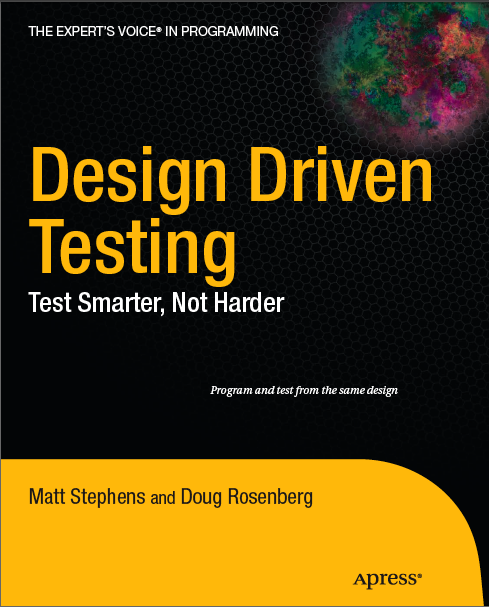 THE EXPERT'S VOICE® IN PROGRAMMING
Design Driven
Testing
Test Smarter, Not Harder
Program and test from the same design
Matt Stephens and Doug Rosenberg
Apress®